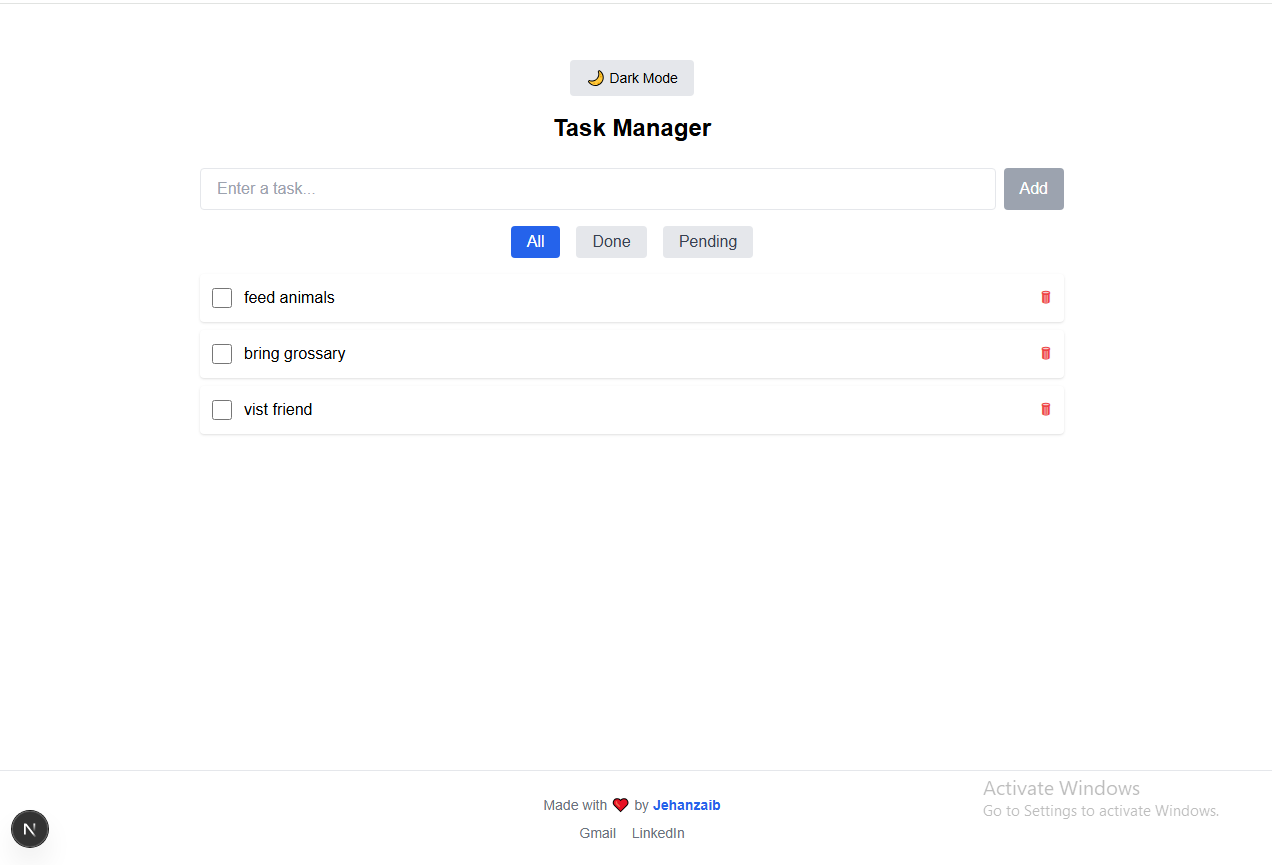 🌙 Dark Mode
Task Manager
Enter a task...
Add
All Done Pending
feed animals
bring grossary
vist friend
Made with ❤️ by Jehanzaib
Gmail LinkedIn
N
Activate Windows
Go to Settings to activate Windows.